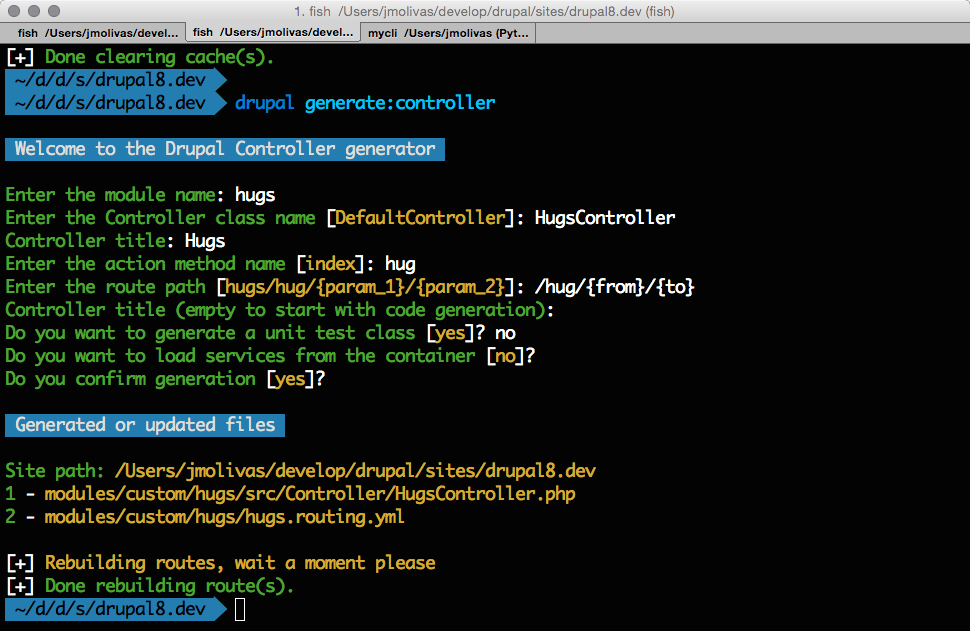 1. fish /Users/jmolivas/develop/drupal/sites/drupal8.dev (fish)
fish /Users/jmolivas/devel... fish /Users/jmolivas/devel... mycli /Users/jmolivas (Pyt...
[+] Done clearing cache(s).
~/d/d/s/drupal8.dev
~/d/d/s/drupal8.dev drupal generate:controller
Welcome to the Drupal Controller generator
Enter the module name: hugs
Enter the Controller class name [DefaultController]: HugsController
Controller title: Hugs
Enter the action method name [index]: hug
Enter the route path [hugs/hug/{param_1}/{param_2}]: /hug/{from}/{to}
Controller title (empty to start with code generation):
Do you want to generate a unit test class [yes]? no
Do you want to load services from the container [no]?
Do you confirm generation [yes]?
Generated or updated files
Site path: /Users/jmolivas/develop/drupal/sites/drupal8.dev
1 - modules/custom/hugs/src/Controller/HugsController.php
2 - modules/custom/hugs/hugs.routing.yml
[+] Rebuilding routes, wait a moment please
[+] Done rebuilding route(s).
~/d/d/s/drupal8.dev